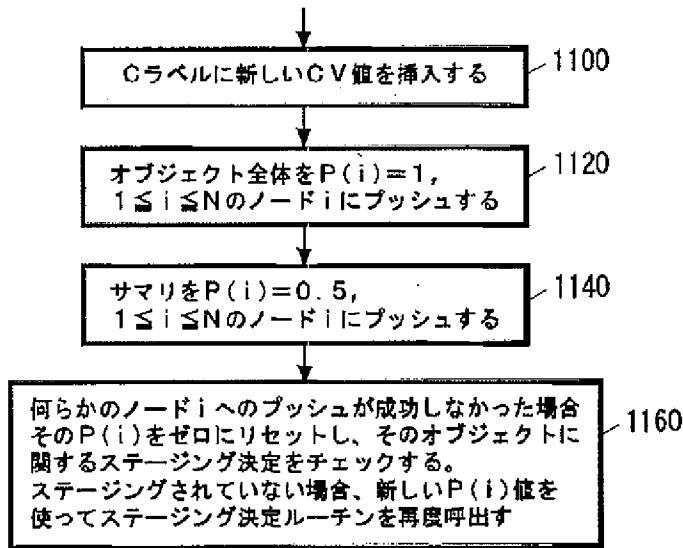 Cラベルに新しいCV値を挿入する
1100
オブジェクト全体をP(i)=1,
1≦i≦Nのノードiにプッシュする
1120
サマリをP(i)=0.5,
1≦i≦Nのノードiにプッシュする
1140
何らかのノードiへのプッシュが成功しなかった場合
そのP(i)をゼロにリセットし、そのオブジェクトに
関するステージング決定をチェックする。
ステージングされていない場合、新しいP(i)値を
使ってステージング決定ルーチンを再度呼出す
1160